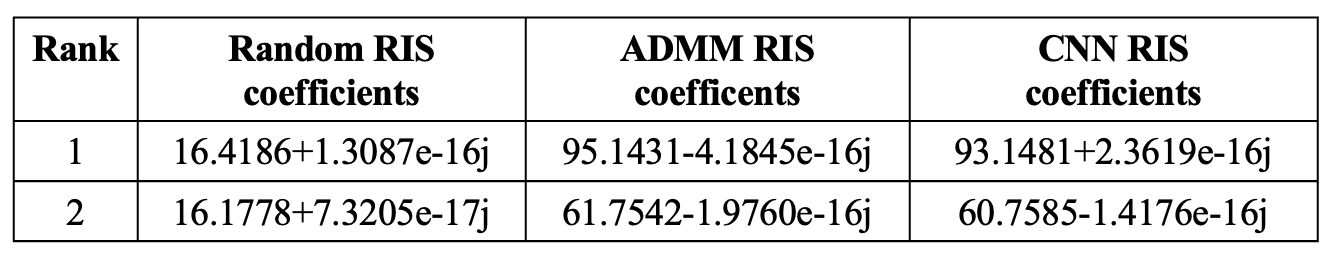 Rank Random RIS coefficients ADMM RIS coefficents CNN RIS coefficients
1 16.4186+1.3087e-16j 95.1431-4.1845e-16j 93.1481+2.3619e-16j
2 16.1778+7.3205e-17j 61.7542-1.9760e-16j 60.7585-1.4176e-16j